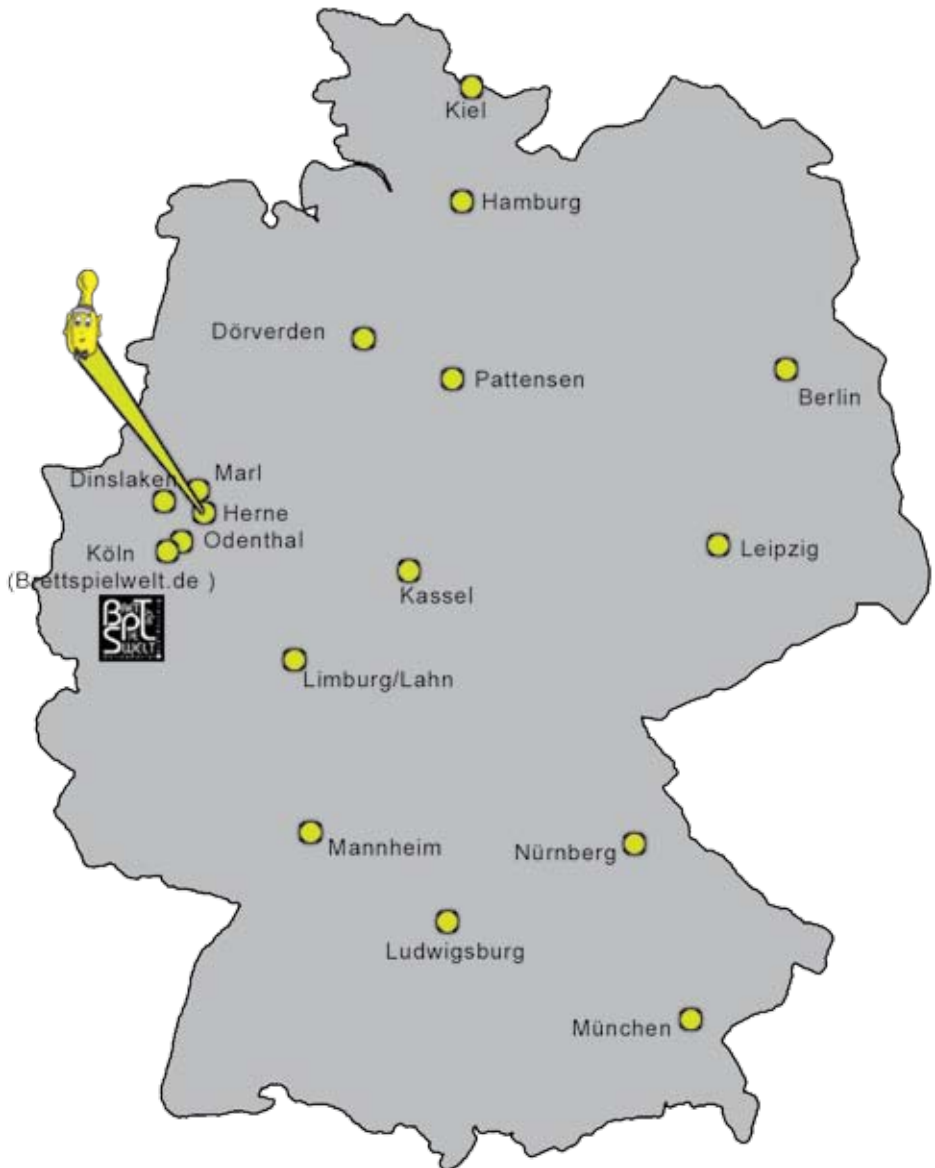 Kiel
Hamburg
Dörverden
Pattensen
Berlin
Dinslaken
Marl
Herne
Odenthal
Köln
(Brettspielwelt.de )
Leipzig
Kassel
Limburg/Lahn
Mannheim
Nürnberg
Ludwigsburg
München